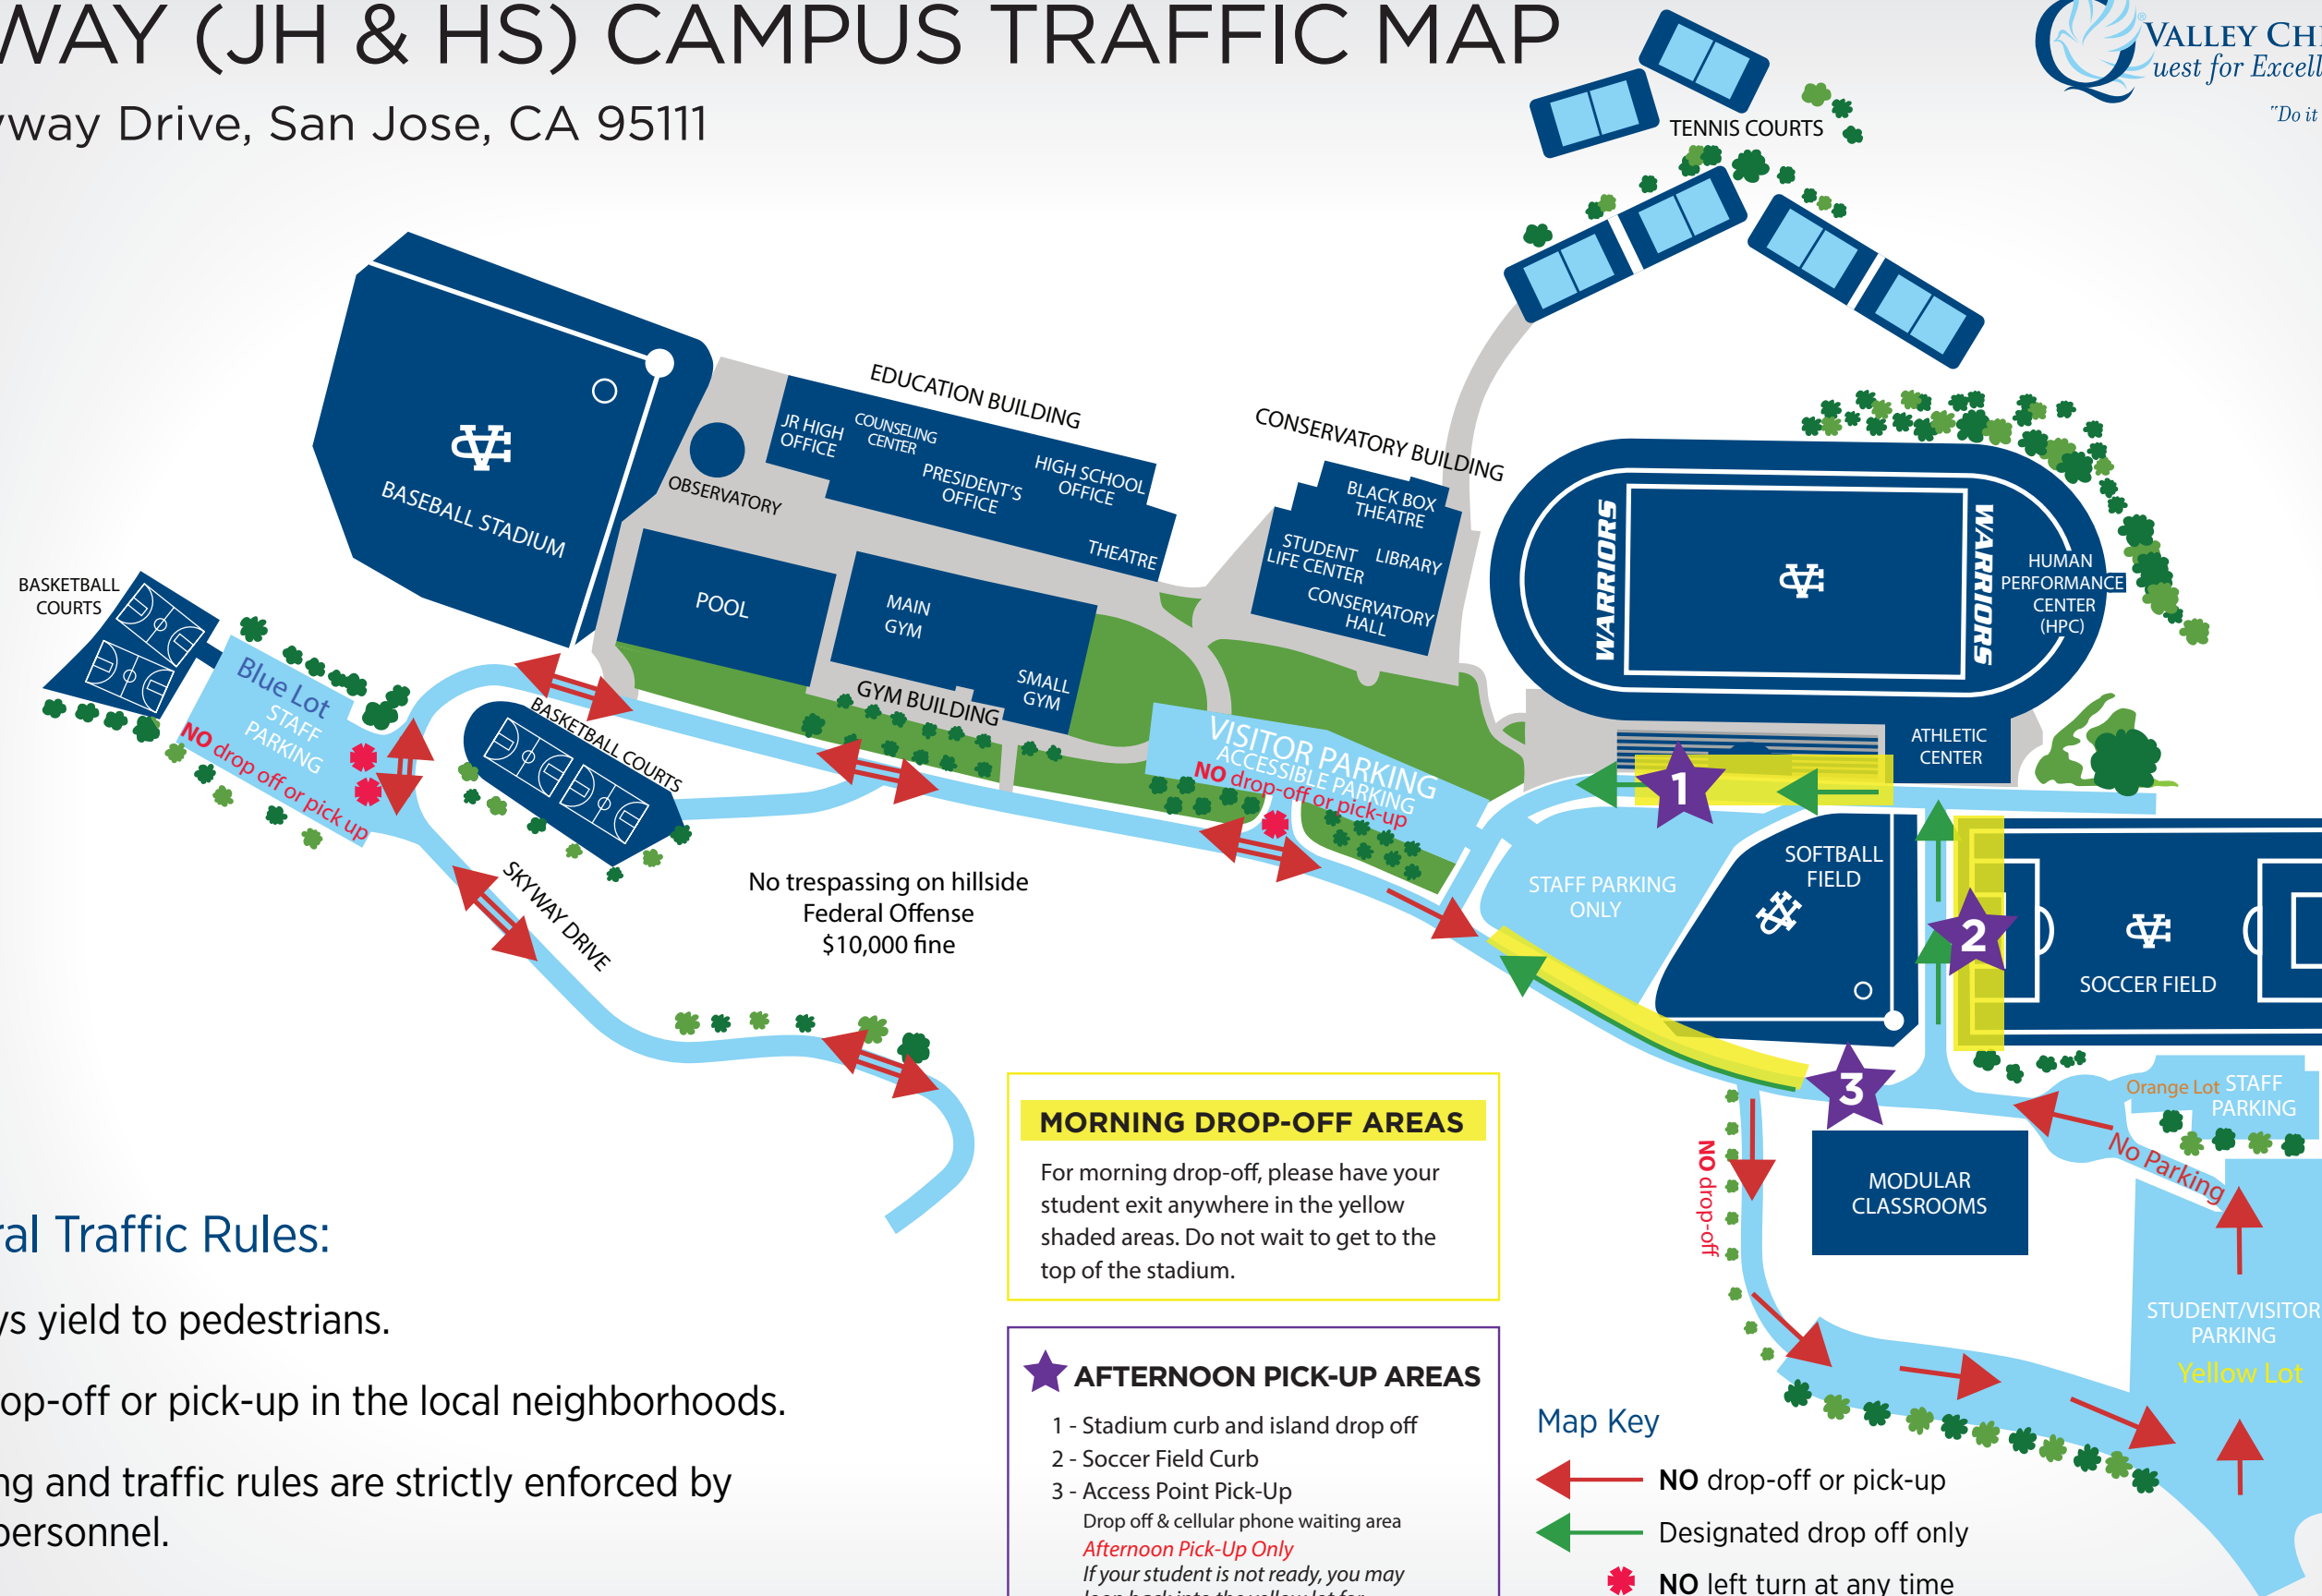 WAY (JH & HS) CAMPUS TRAFFIC MAP
yway Drive, San Jose, CA 95111
VALLEY CH
uest for Excell
"Do it
TENNIS COURTS
EDUCATION BUILDING
JR HIGH
OFFICE
COUNSELING
CENTER
PRESIDENT'S
OFFICE
HIGH SCHOOL
OFFICE
THEATRE
OBSERVATORY
BASEBALL STADIUM
CONSERVATORY BUILDING
BLACK BOX
THEATRE
STUDENT
LIFE CENTER
LIBRARY
CONSERVATORY
HALL
WARRIORS
WARRIORS
HUMAN
PERFORMANCE
CENTER
(HPC)
BASKETBALL
COURTS
POOL
MAIN
GYM
SMALL
GYM
GYM BUILDING
Blue Lot
STAFF
PARKING
NO drop off or pick up
BASKETBALL COURTS
VISITOR PARKING
ACCESSIBLE PARKING
NO drop-off or pick-up
ATHLETIC
CENTER
1
SOFTBALL
FIELD
STAFF PARKING
ONLY
2
SOCCER FIELD
SKYWAY DRIVE
No trespassing on hillside
Federal Offense
$10,000 fine
3
Orange Lot STAFF
PARKING
No Parking
NO drop-off
MODULAR
CLASSROOMS
STUDENT/VISITOR
PARKING
Yellow Lot
MORNING DROP-OFF AREAS
For morning drop-off, please have your
student exit anywhere in the yellow
shaded areas. Do not wait to get to the
top of the stadium.
ral Traffic Rules:
ys yield to pedestrians.
op-off or pick-up in the local neighborhoods.
ng and traffic rules are strictly enforced by
personnel.
AFTERNOON PICK-UP AREAS
1 - Stadium curb and island drop off
2 - Soccer Field Curb
3 - Access Point Pick-Up
Drop off & cellular phone waiting area
Afternoon Pick-Up Only
If your student is not ready, you may
loop back into the yellow lot for
Map Key
NO drop-off or pick-up
Designated drop off only
NO left turn at any time